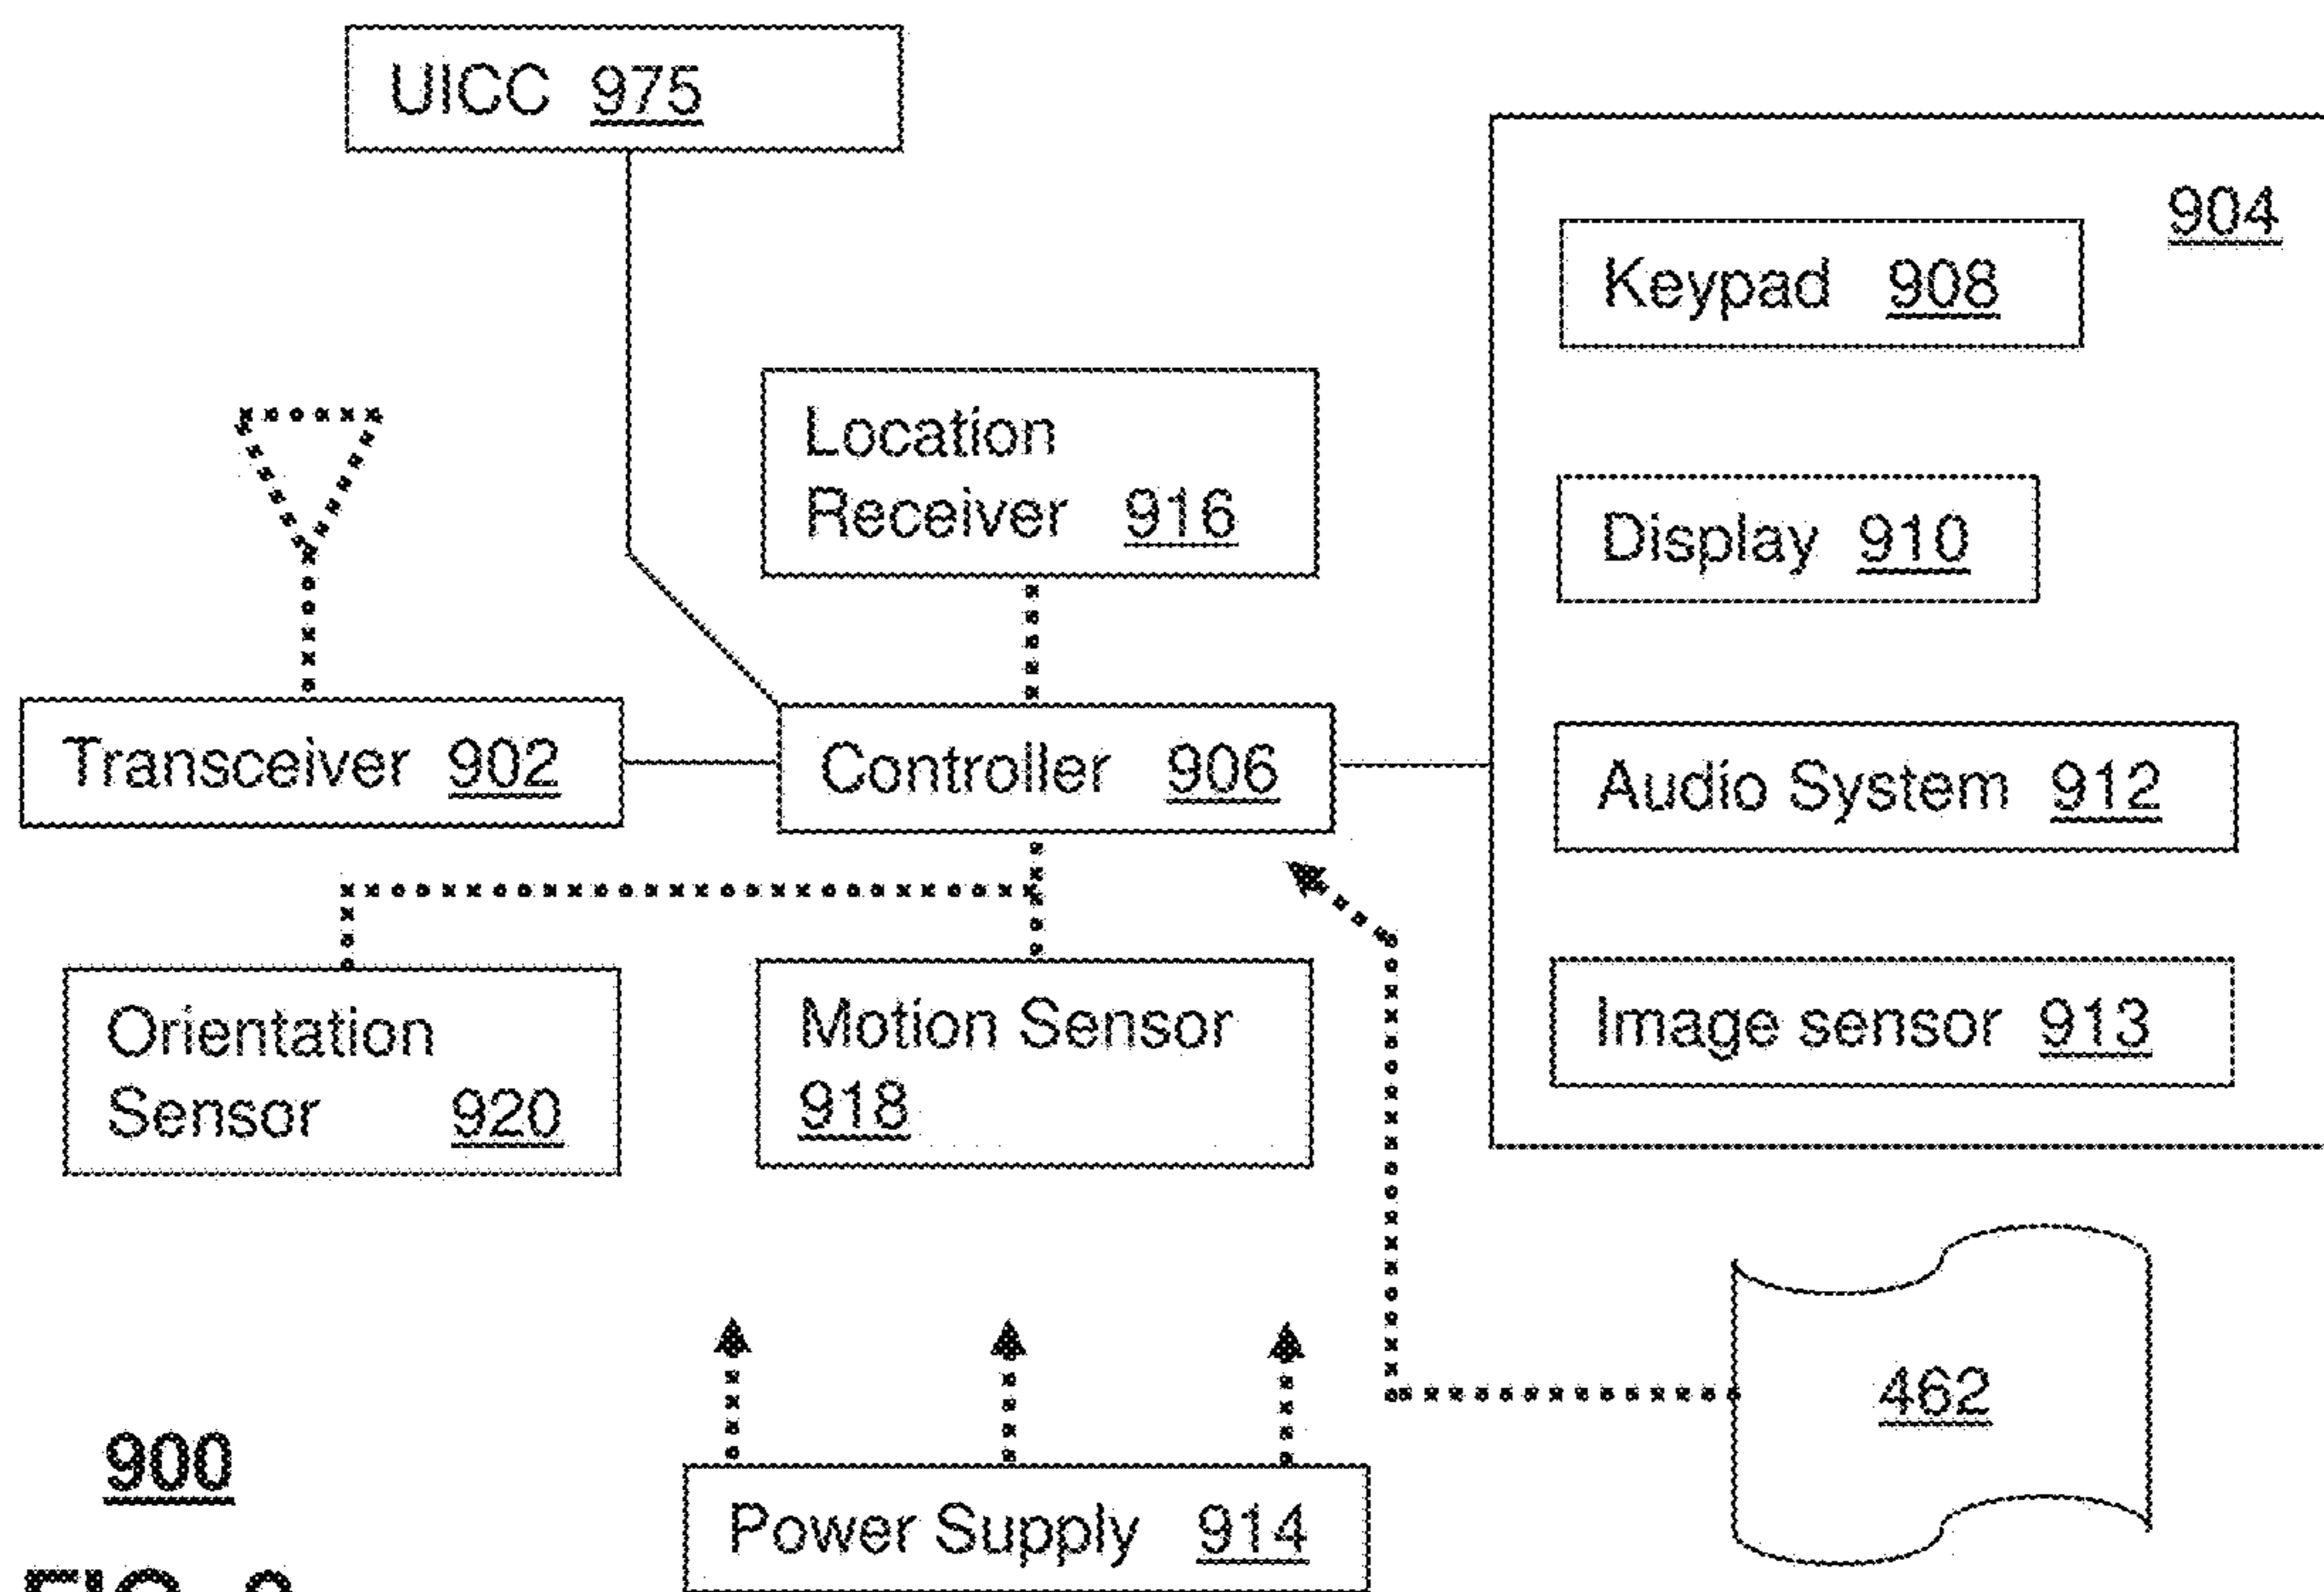 UICC 975
904
Keypad 908
Location
Receiver 916
Display 910
Transceiver 902
Controller 906
Audio System 912
Orientation
Sensor 920
Motion Sensor
918
Image sensor 913
462
900
Power Supply 914